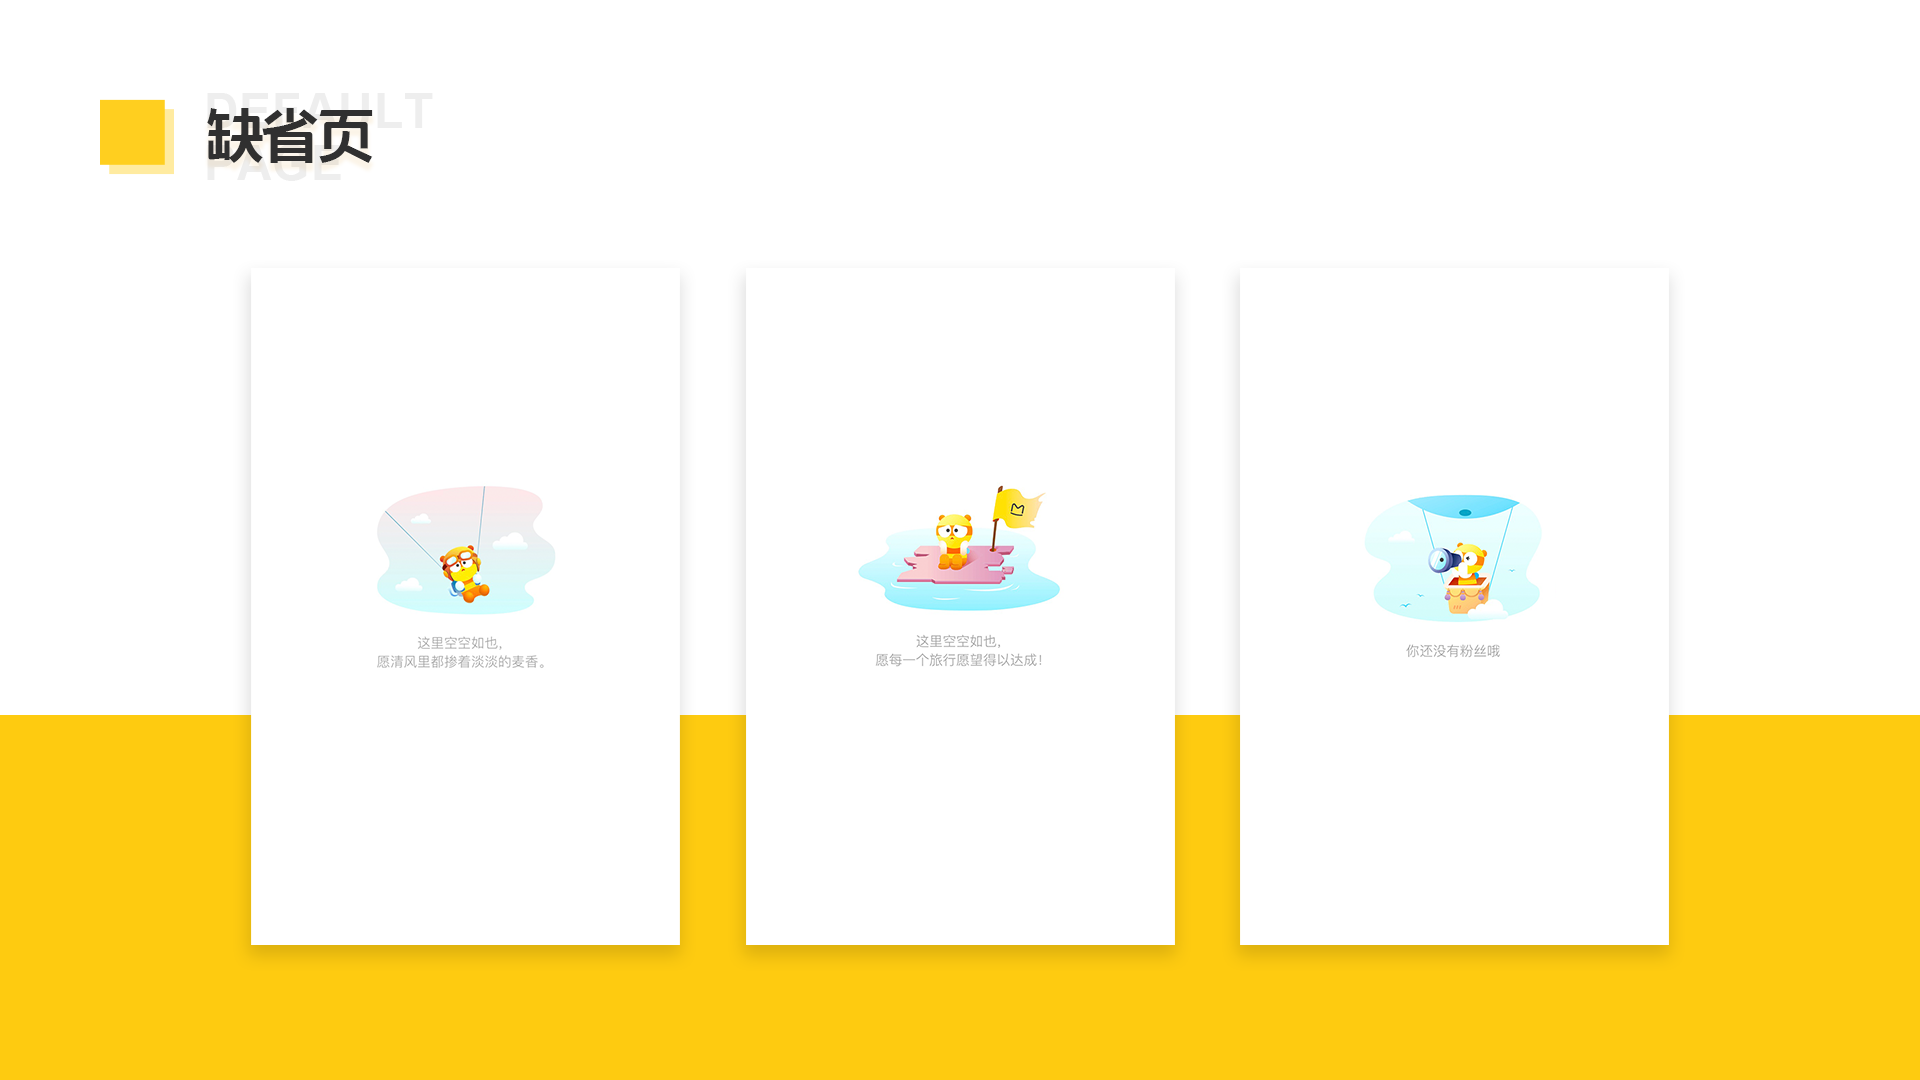 DEFAULT
缺省页
PAGE
这里空空如也，
愿清风里都掺着淡淡的麦香。
这里空空如也，
愿每一个旅行愿望得以达成！
你还没有粉丝哦